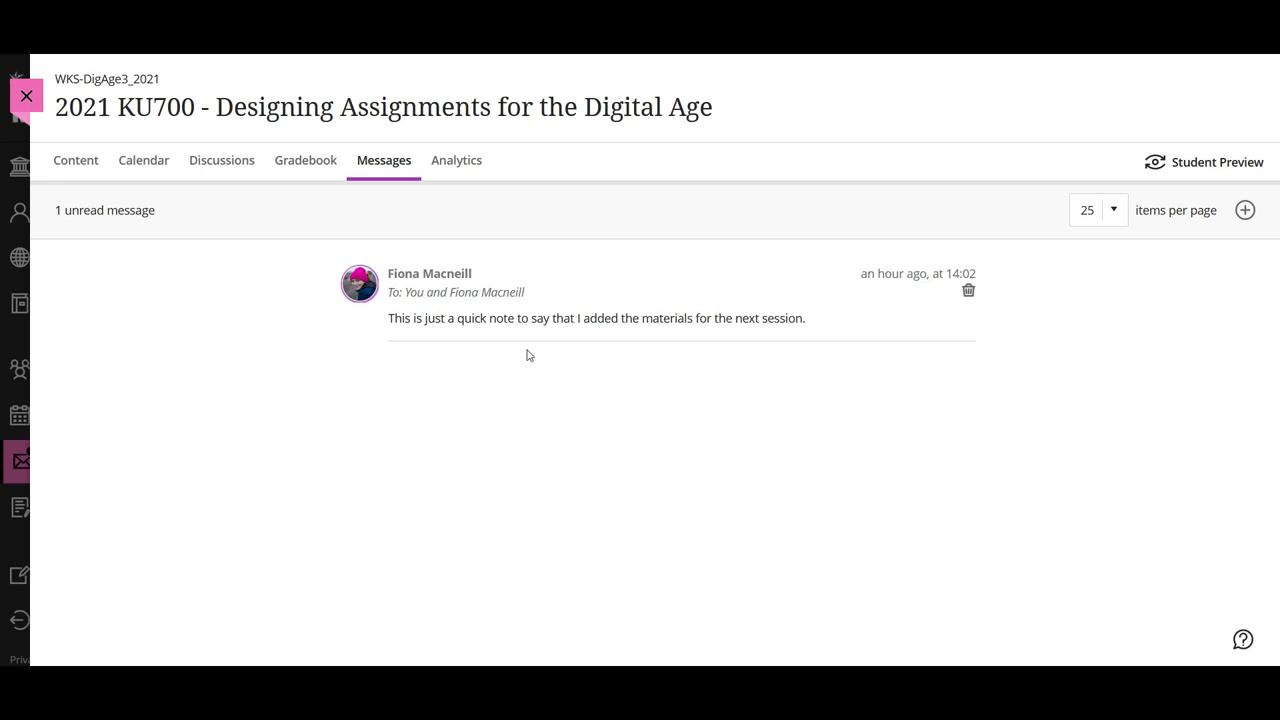 WKS-DigAge3_2021
2021 KU700 - Designing Assignments for the Digital Age
Content Calendar Discussions Gradebook Messages Analytics
Student Preview
1 unread message
25 items per page
Fiona Macneill
an hour ago, at 14:02
To: You and Fiona Macneill
This is just a quick note to say that I added the materials for the next session.